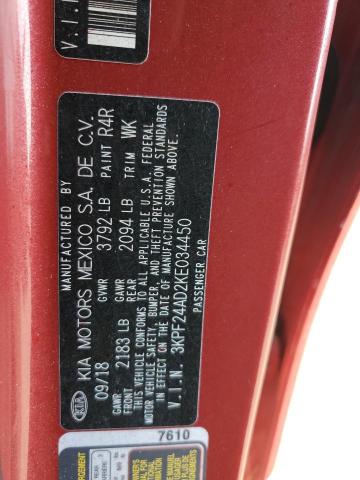 V.I.N
MANUFACTURED BY
KIA KIA MOTORS MEXICO S.A. DE C.V.
09/18 GVWR 3792 LB PAINT R4R
GAWR FRONT 2183 LB GAWR REAR 2094 LB TRIM WK
THIS VEHICLE CONFORMS TO ALL APPLICABLE U.S.A. FEDERAL
MOTOR VEHICLE SAFETY, BUMPER, AND THEFT PREVENTION STANDARDS
IN EFFECT ON THE DATE OF MANUFACTURE SHOWN ABOVE.
V.I.N. 3KPF24AD2KE034450
PASSENGER CAR
7610